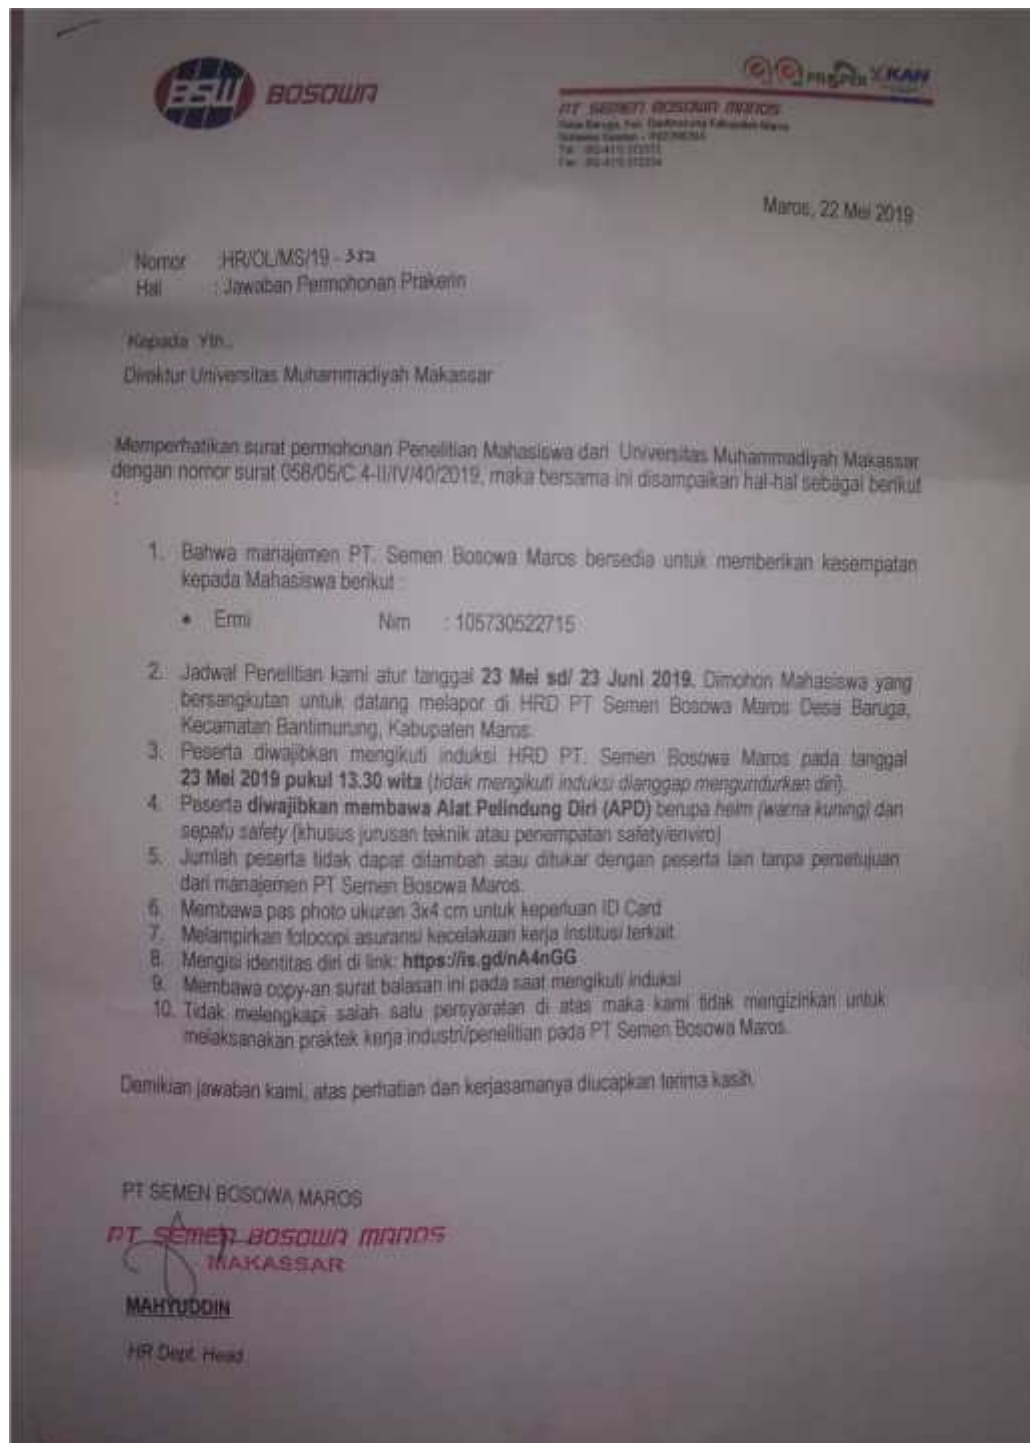 BSW BOSOWA
PROPER KAN
PT SEMEN BOSOWA MAROS
Maros, 22 Mei 2019
Nomor :HR/OL/MS/19 -
Hal : Jawaban Permohonan Prakerin
Kepada Yth.,
Direktur Universitas Muhammadiyah Makassar
Memperhatikan surat permohonan Penelitian Mahasiswa dari Universitas Muhammadiyah Makassar
dengan nomor surat 058/05/C.4-II/IV/40/2019, maka bersama ini disampaikan hal-hal sebagai berikut
:
1. Bahwa manajemen PT. Semen Bosowa Maros bersedia untuk memberikan kesempatan
kepada Mahasiswa berikut :
• Ermi Nim : 105730522715
2. Jadwal Penelitian kami atur tanggal 23 Mei sd/ 23 Juni 2019. Dimohon Mahasiswa yang
bersangkutan untuk datang melapor di HRD PT Semen Bosowa Maros Desa Baruga,
Kecamatan Bantimurung, Kabupaten Maros.
3. Peserta diwajibkan mengikuti induksi HRD PT. Semen Bosowa Maros pada tanggal
23 Mei 2019 pukul 13.30 wita (tidak mengikuti induksi dianggap mengundurkan diri).
4. Peserta diwajibkan membawa Alat Pelindung Diri (APD) berupa helm (warna kuning) dan
sepatu safety (khusus jurusan teknik atau penempatan safety/enviro)
5. Jumlah peserta tidak dapat ditambah atau ditukar dengan peserta lain tanpa persetujuan
dari manajemen PT Semen Bosowa Maros.
6. Membawa pas photo ukuran 3x4 cm untuk keperluan ID Card
7. Melampirkan fotocopi asuransi kecelakaan kerja institusi terkait.
8. Mengisi identitas diri di link: https://is.gd/nA4nGG
9. Membawa copy-an surat balasan ini pada saat mengikuti induksi
10. Tidak melengkapi salah satu persyaratan di atas maka kami tidak mengizinkan untuk
melaksanakan praktek kerja industri/penelitian pada PT Semen Bosowa Maros.
Demikian jawaban kami, atas perhatian dan kerjasamanya diucapkan terima kasih.
PT SEMEN BOSOWA MAROS
PT SEMEN BOSOWA MAROS
MAKASSAR
MAHYUDDIN
HR Dept. Head